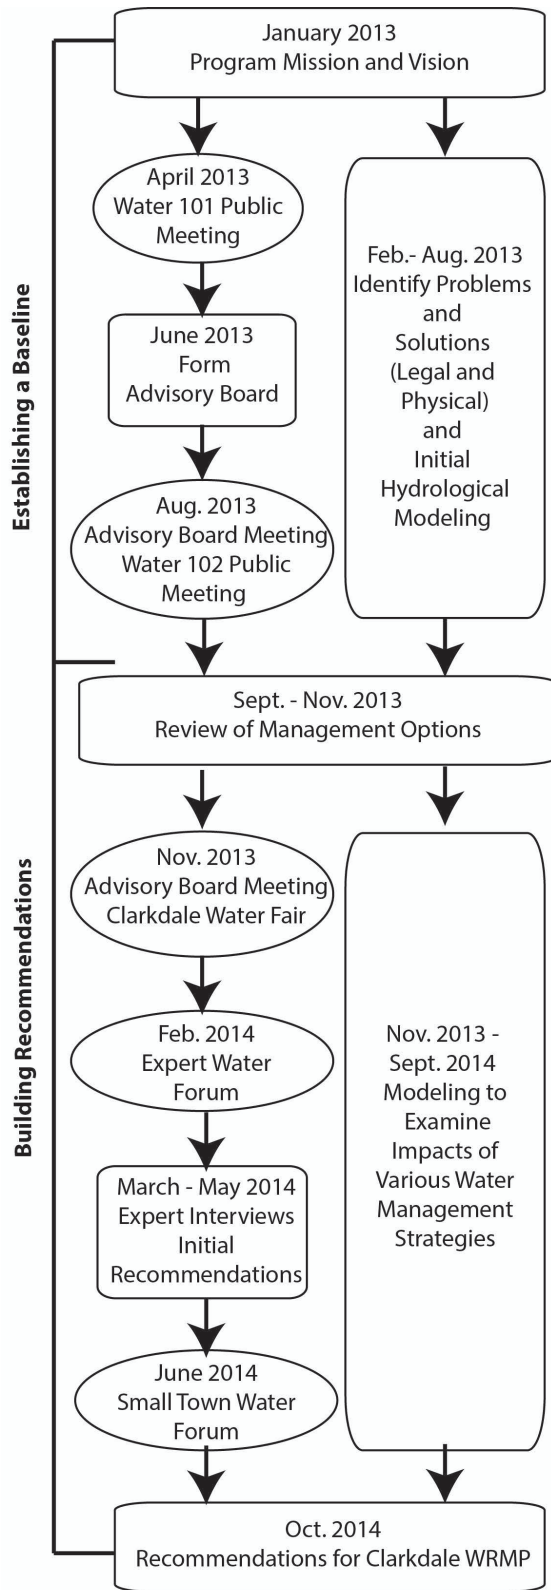 January 2013
Program Mission and Vision
April 2013
Water 101 Public
Meeting
June 2013
Form
Advisory Board
Aug. 2013
Advisory Board Meeting
Water 102 Public
Meeting
Feb.- Aug. 2013
Identify Problems
and
Solutions
(Legal and
Physical)
and
Initial
Hydrological
Modeling
Establishing a Baseline
Sept. - Nov. 2013
Review of Management Options
Nov. 2013
Advisory Board Meeting
Clarkdale Water Fair
Feb. 2014
Expert Water
Forum
March - May 2014
Expert Interviews
Initial
Recommendations
June 2014
Small Town Water
Forum
Nov. 2013 -
Sept. 2014
Modeling to
Examine
Impacts of
Various Water
Management
Strategies
Building Recommendations
Oct. 2014
Recommendations for Clarkdale WRMP